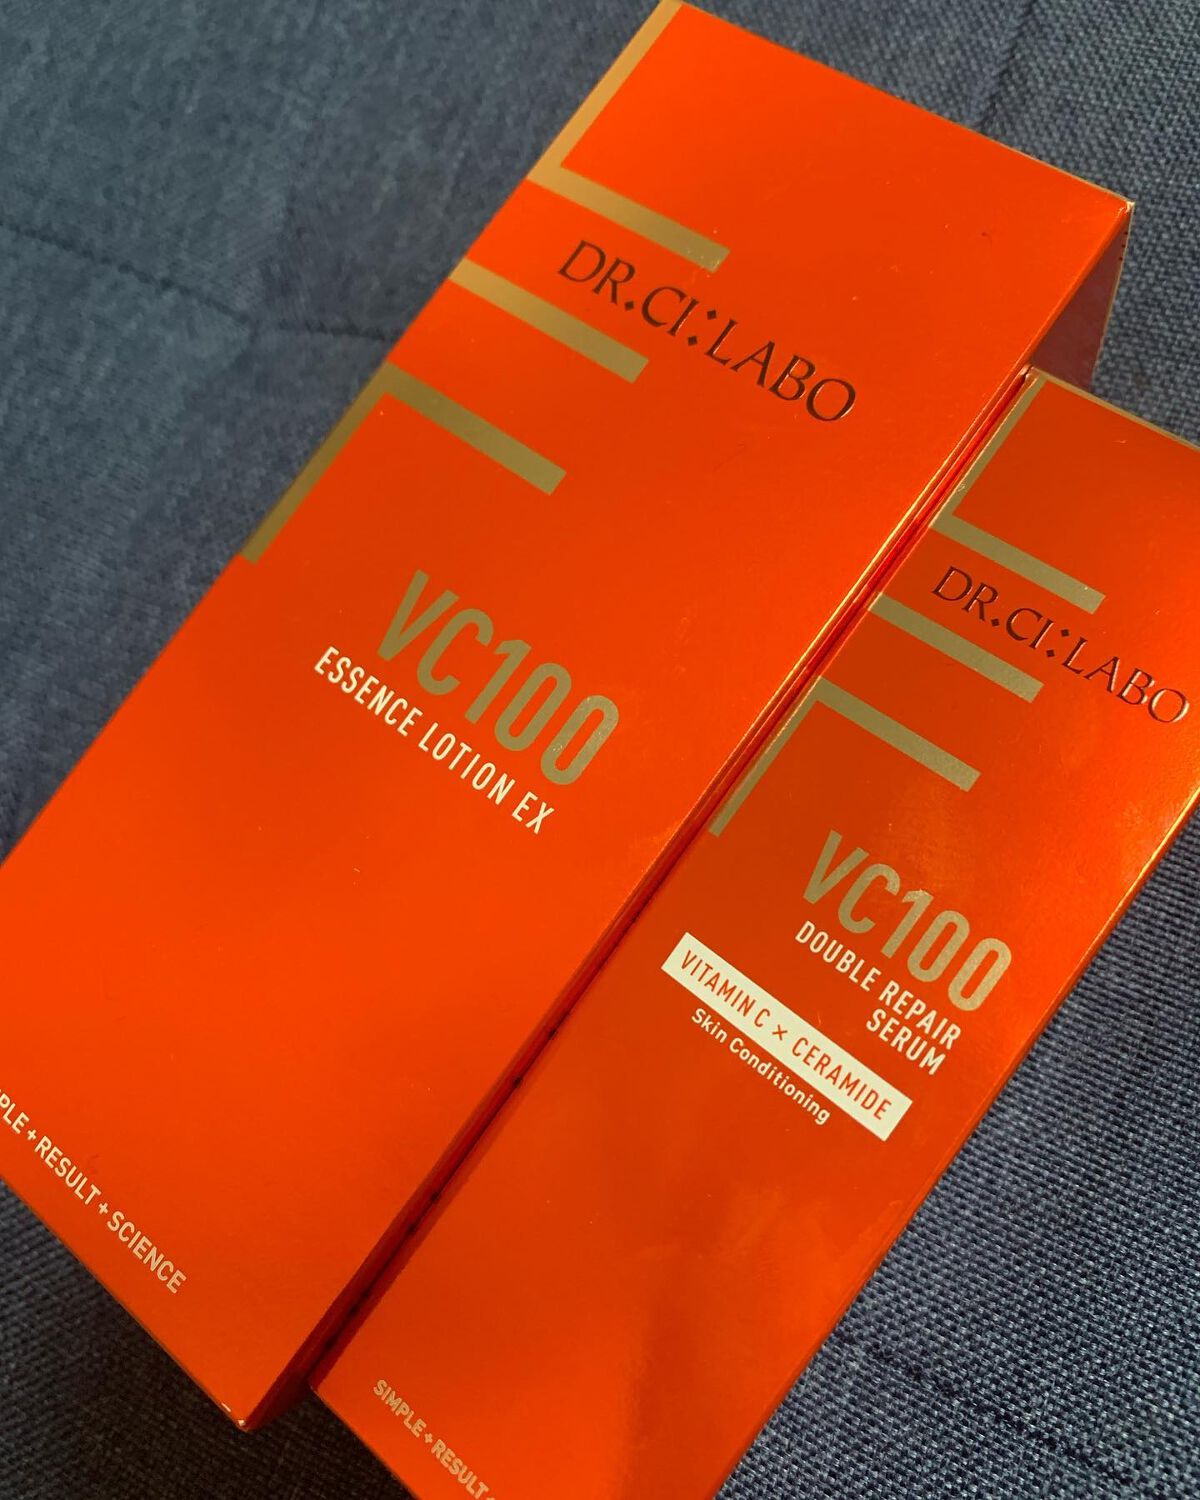 DR.CI:LABO
VC100
ESSENCE LOTION EX
PLE+RESULT+SCIENCE
DR.CI:LABO
VC100
DOUBLE REPAIR
SERUM
VITAMIN C × CERAMIDE
Skin Conditioning
SIMPLE+RESULT+